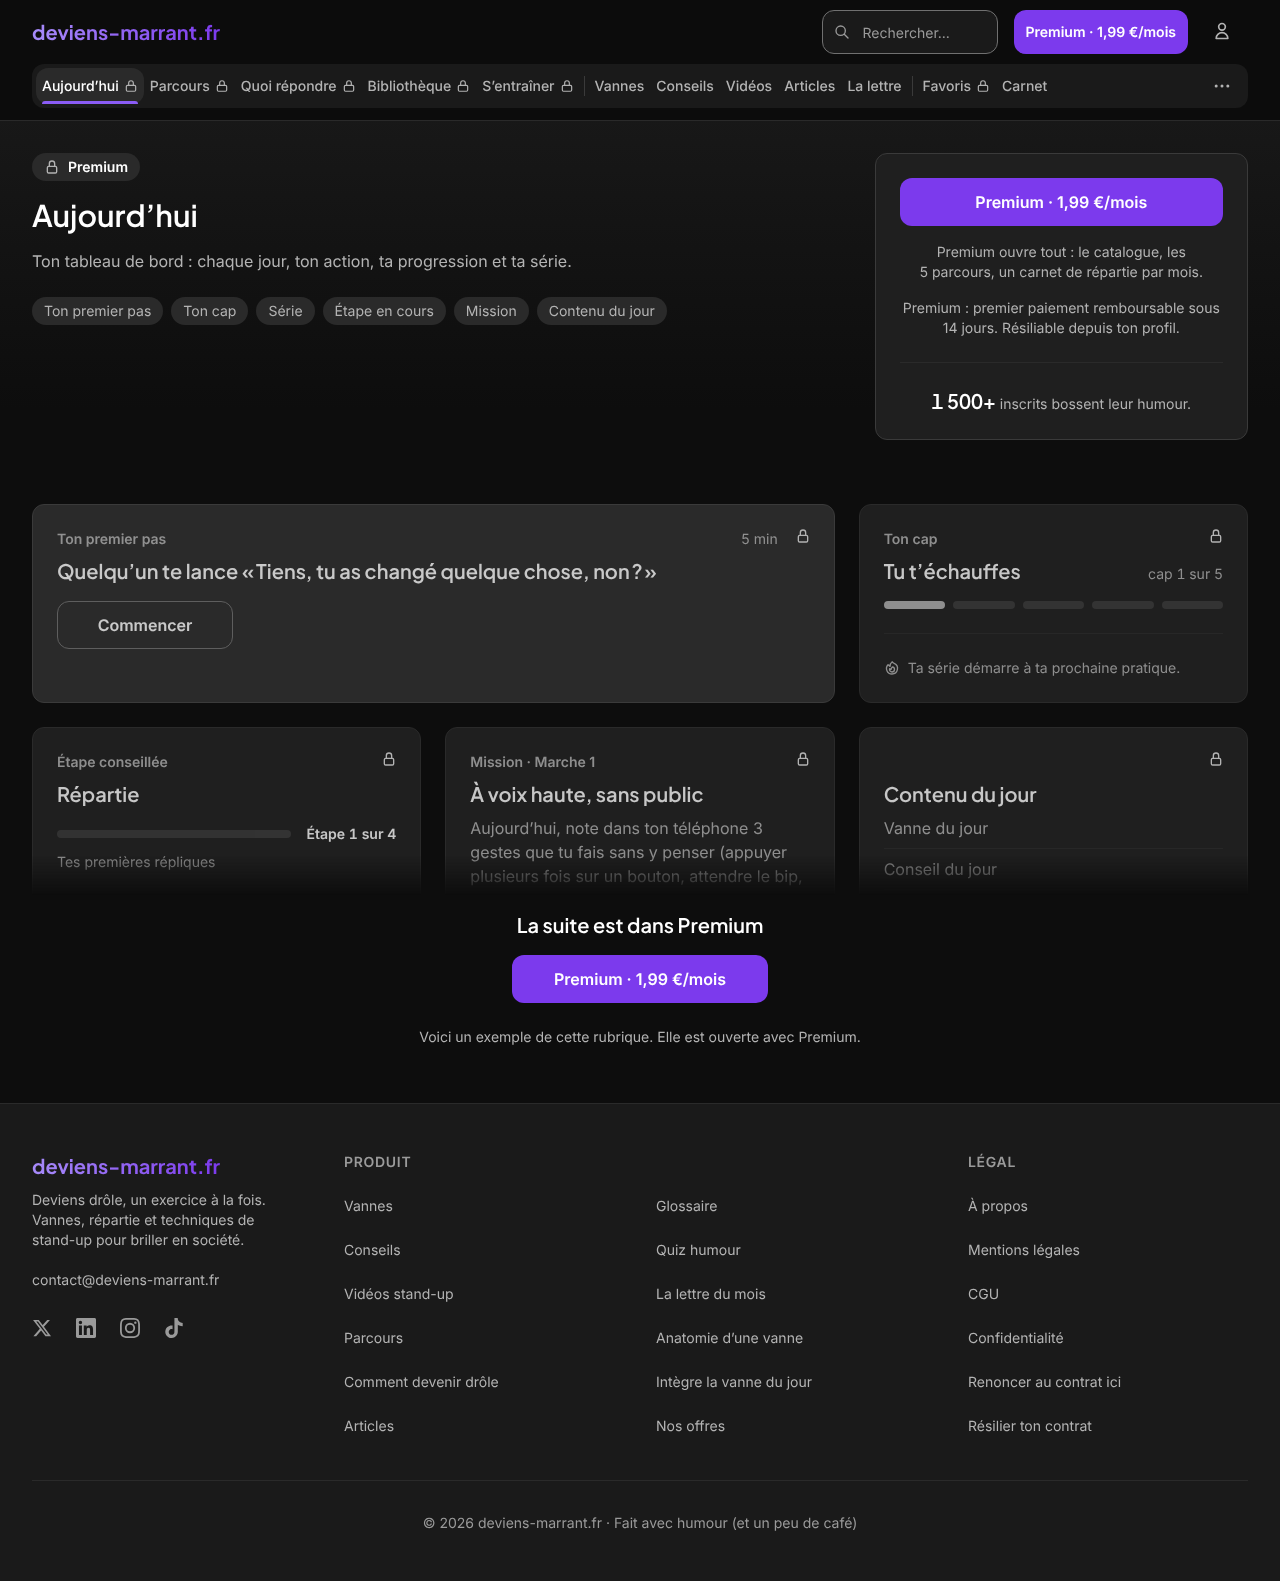 deviens-marrant.fr
Rechercher...
Premium · 1,99 €/mois
Aujourd’hui
Parcours
Quoi répondre
Bibliothèque
S’entraîner
Vannes
Conseils
Vidéos
Articles
La lettre
Favoris
Carnet
Premium
Aujourd’hui
Ton tableau de bord : chaque jour, ton action, ta progression et ta série.
Ton premier pas
Ton cap
Série
Étape en cours
Mission
Contenu du jour
Premium · 1,99 €/mois
Premium ouvre tout : le catalogue, les
5 parcours, un carnet de répartie par mois.
Premium : premier paiement remboursable sous
14 jours. Résiliable depuis ton profil.
1 500+ inscrits bossent leur humour.
Ton premier pas
5 min
Quelqu’un te lance « Tiens, tu as changé quelque chose, non ? »
Commencer
Ton cap
Tu t’échauffes
cap 1 sur 5
Ta série démarre à ta prochaine pratique.
Étape conseillée
Répartie
Étape 1 sur 4
Tes premières répliques
Mission · Marche 1
À voix haute, sans public
Aujourd’hui, note dans ton téléphone 3
gestes que tu fais sans y penser (appuyer
plusieurs fois sur un bouton, attendre le bip,
Contenu du jour
Vanne du jour
Conseil du jour
La suite est dans Premium
Premium · 1,99 €/mois
Voici un exemple de cette rubrique. Elle est ouverte avec Premium.
deviens-marrant.fr
Deviens drôle, un exercice à la fois.
Vannes, répartie et techniques de
stand-up pour briller en société.
contact@deviens-marrant.fr
PRODUIT
Vannes
Conseils
Vidéos stand-up
Parcours
Comment devenir drôle
Articles
Glossaire
Quiz humour
La lettre du mois
Anatomie d’une vanne
Intègre la vanne du jour
Nos offres
LÉGAL
À propos
Mentions légales
CGU
Confidentialité
Renoncer au contrat ici
Résilier ton contrat
© 2026 deviens-marrant.fr · Fait avec humour (et un peu de café)